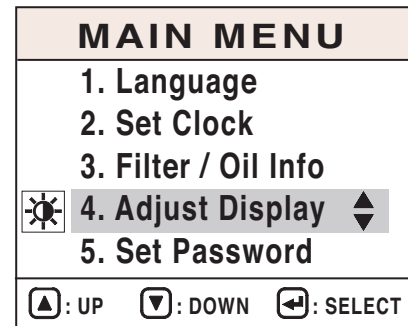 MAIN MENU
1. Language
2. Set Clock
3. Filter / Oil Info
4. Adjust Display
5. Set Password
: UP : DOWN : SELECT